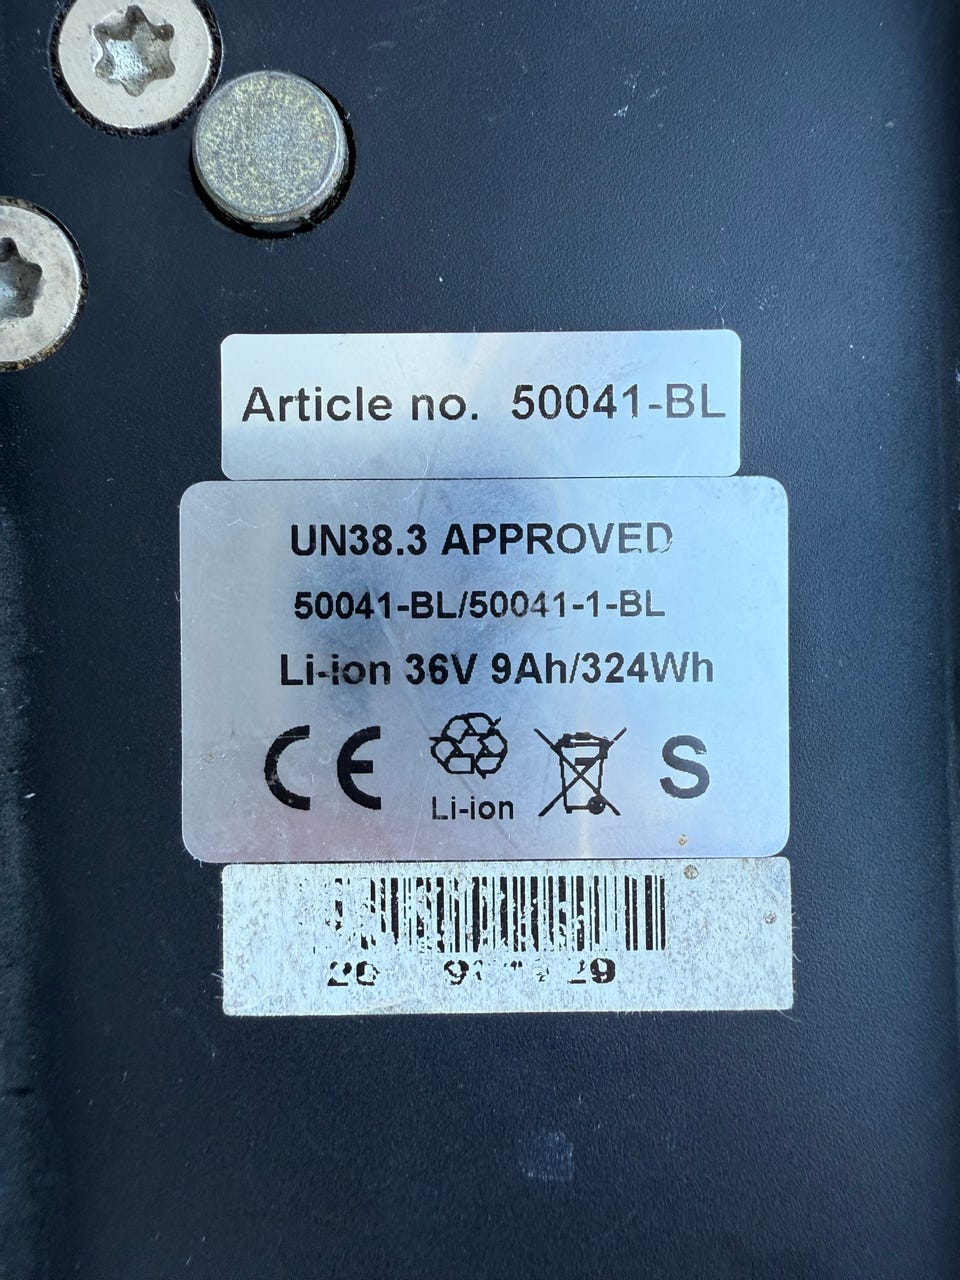 Article no. 50041-BL
UN38.3 APPROVED
50041-BL/50041-1-BL
Li-ion 36V 9Ah/324Wh
CE
Li-ion
S